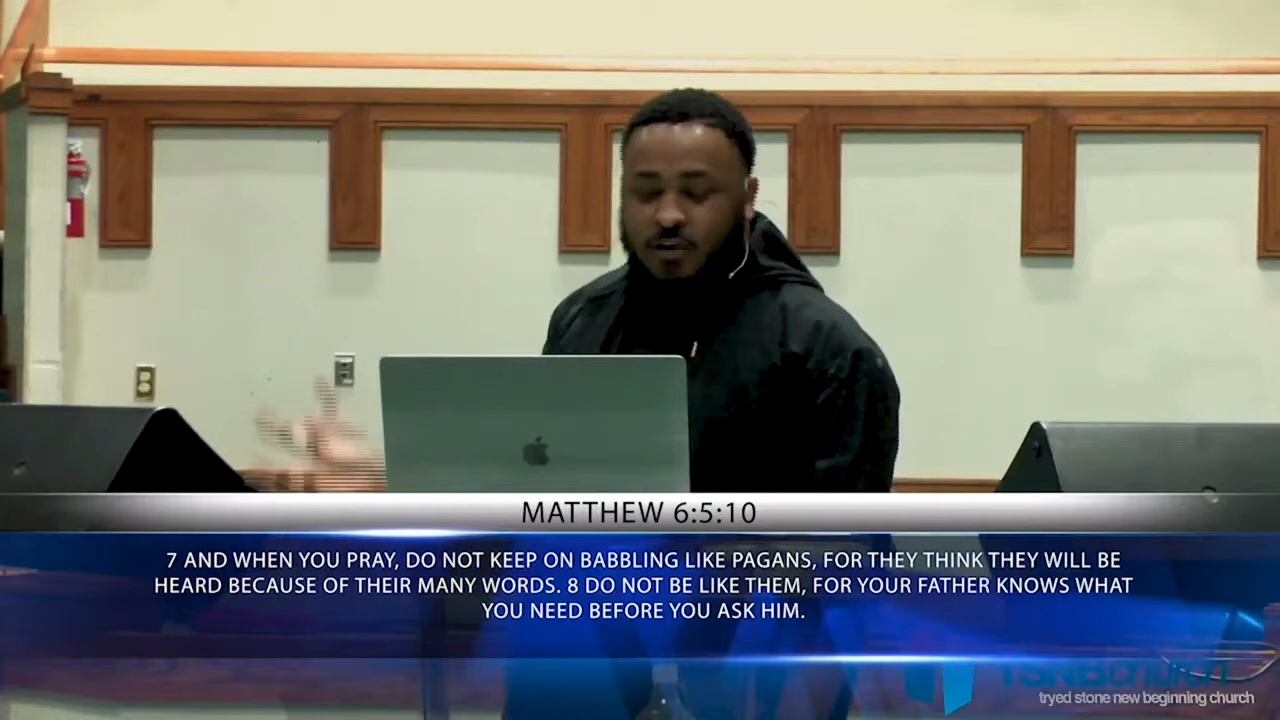 MATTHEW 6:5:10
7 AND WHEN YOU PRAY, DO NOT KEEP ON BABBLING LIKE PAGANS, FOR THEY THINK THEY WILL BE
HEARD BECAUSE OF THEIR MANY WORDS. 8 DO NOT BE LIKE THEM, FOR YOUR FATHER KNOWS WHAT
YOU NEED BEFORE YOU ASK HIM.
TSNBchurch
tryed stone new beginning church